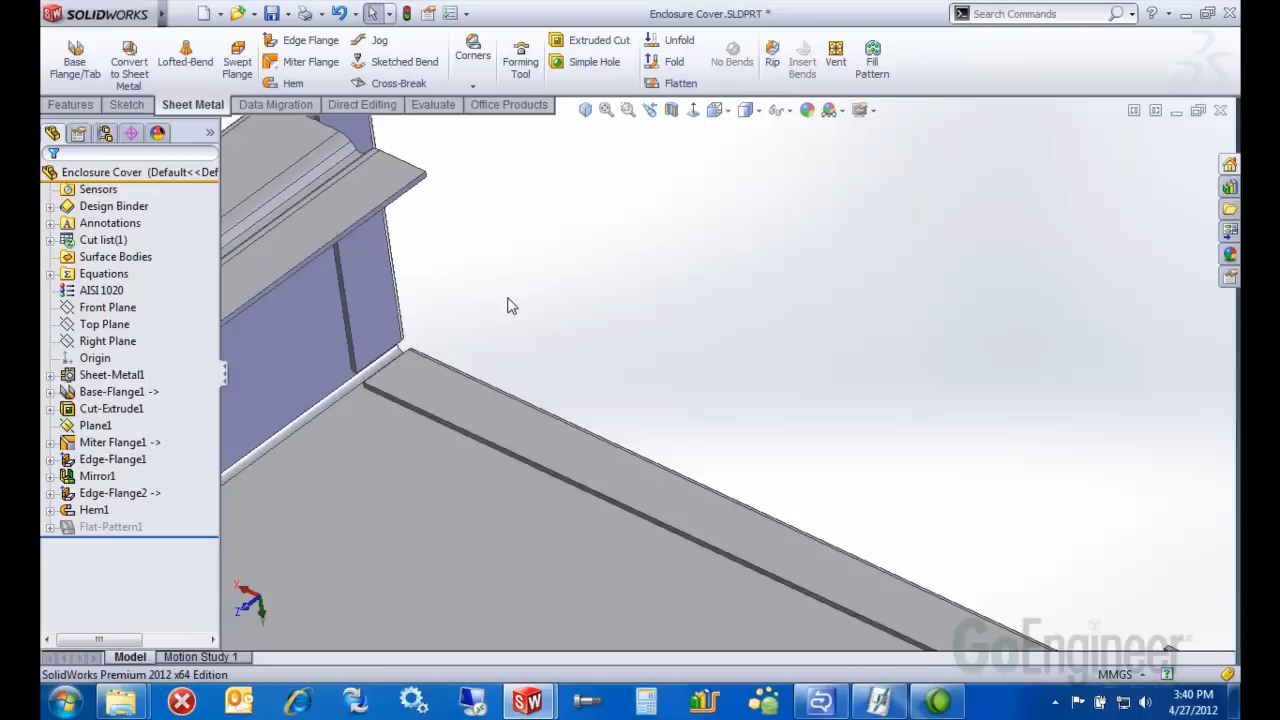 SOLIDWORKS
Enclosure Cover.SLDPRT *
Search Commands
Base Flange/Tab
Convert to Sheet Metal
Lofted-Bend
Swept Flange
Edge Flange
Miter Flange
Hem
Jog
Sketched Bend
Cross-Break
Corners
Forming Tool
Extruded Cut
Simple Hole
Unfold
Fold
Flatten
No Bends
Rip
Insert Bends
Vent
Fill Pattern
Features
Sketch
Sheet Metal
Data Migration
Direct Editing
Evaluate
Office Products
Enclosure Cover (Default<<Def
Sensors
Design Binder
Annotations
Cut list(1)
Surface Bodies
Equations
AISI 1020
Front Plane
Top Plane
Right Plane
Origin
Sheet-Metal1
Base-Flange1 ->
Cut-Extrude1
Plane1
Miter Flange1 ->
Edge-Flange1
Mirror1
Edge-Flange2 ->
Hem1
Flat-Pattern1
X
Z
Y
GoEngineer
Model
Motion Study 1
SolidWorks Premium 2012 x64 Edition
MMGS
3:40 PM
4/27/2012